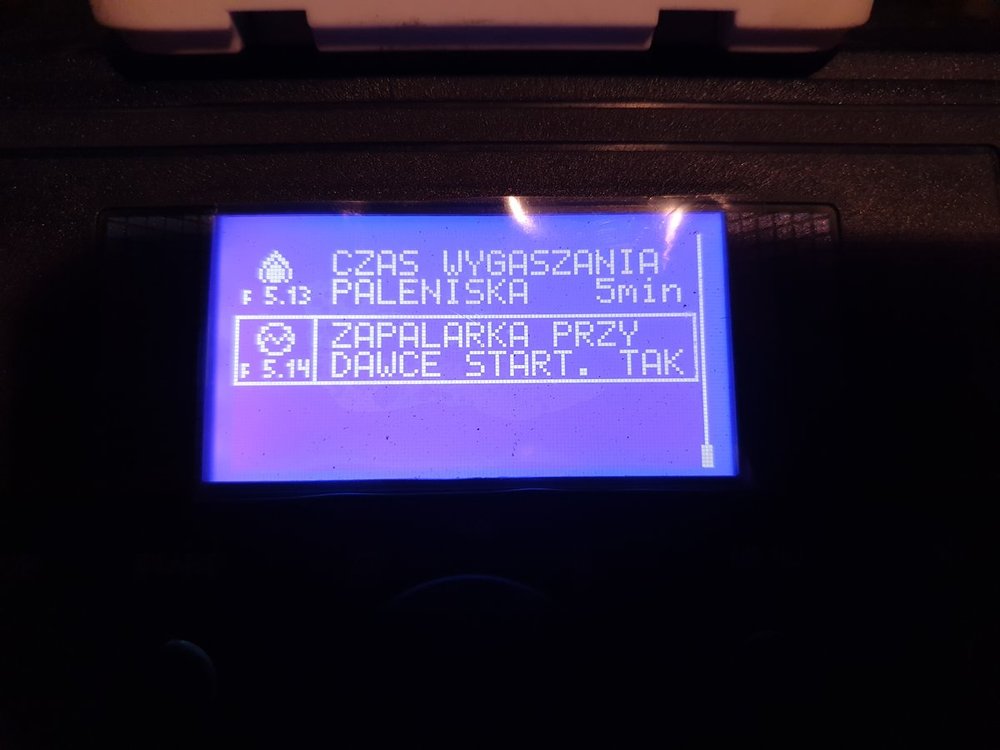 CZAS WYGASZANIA
F 5.13 PALENISKA 5min
ZAPALARKA PRZY
F 5.14 DAWCE START. TAK